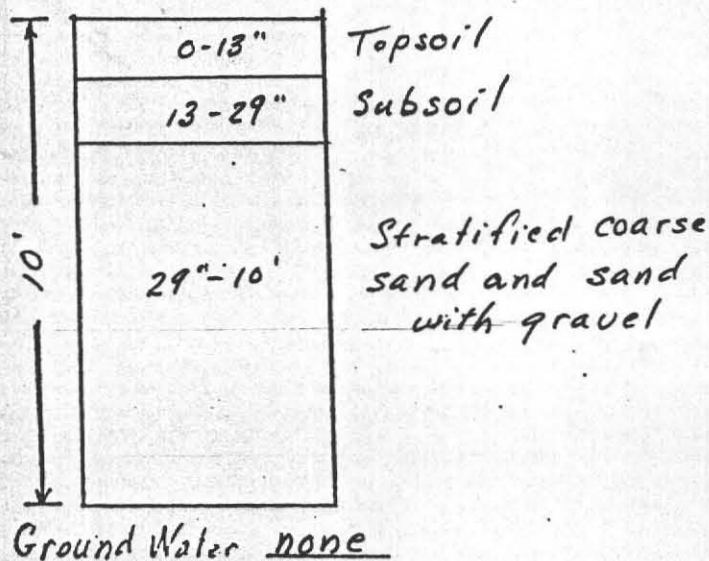 0-13" Topsoil
13-29" Subsoil
10'
29"-10'
Stratified coarse
sand and sand
with gravel
Ground Water none